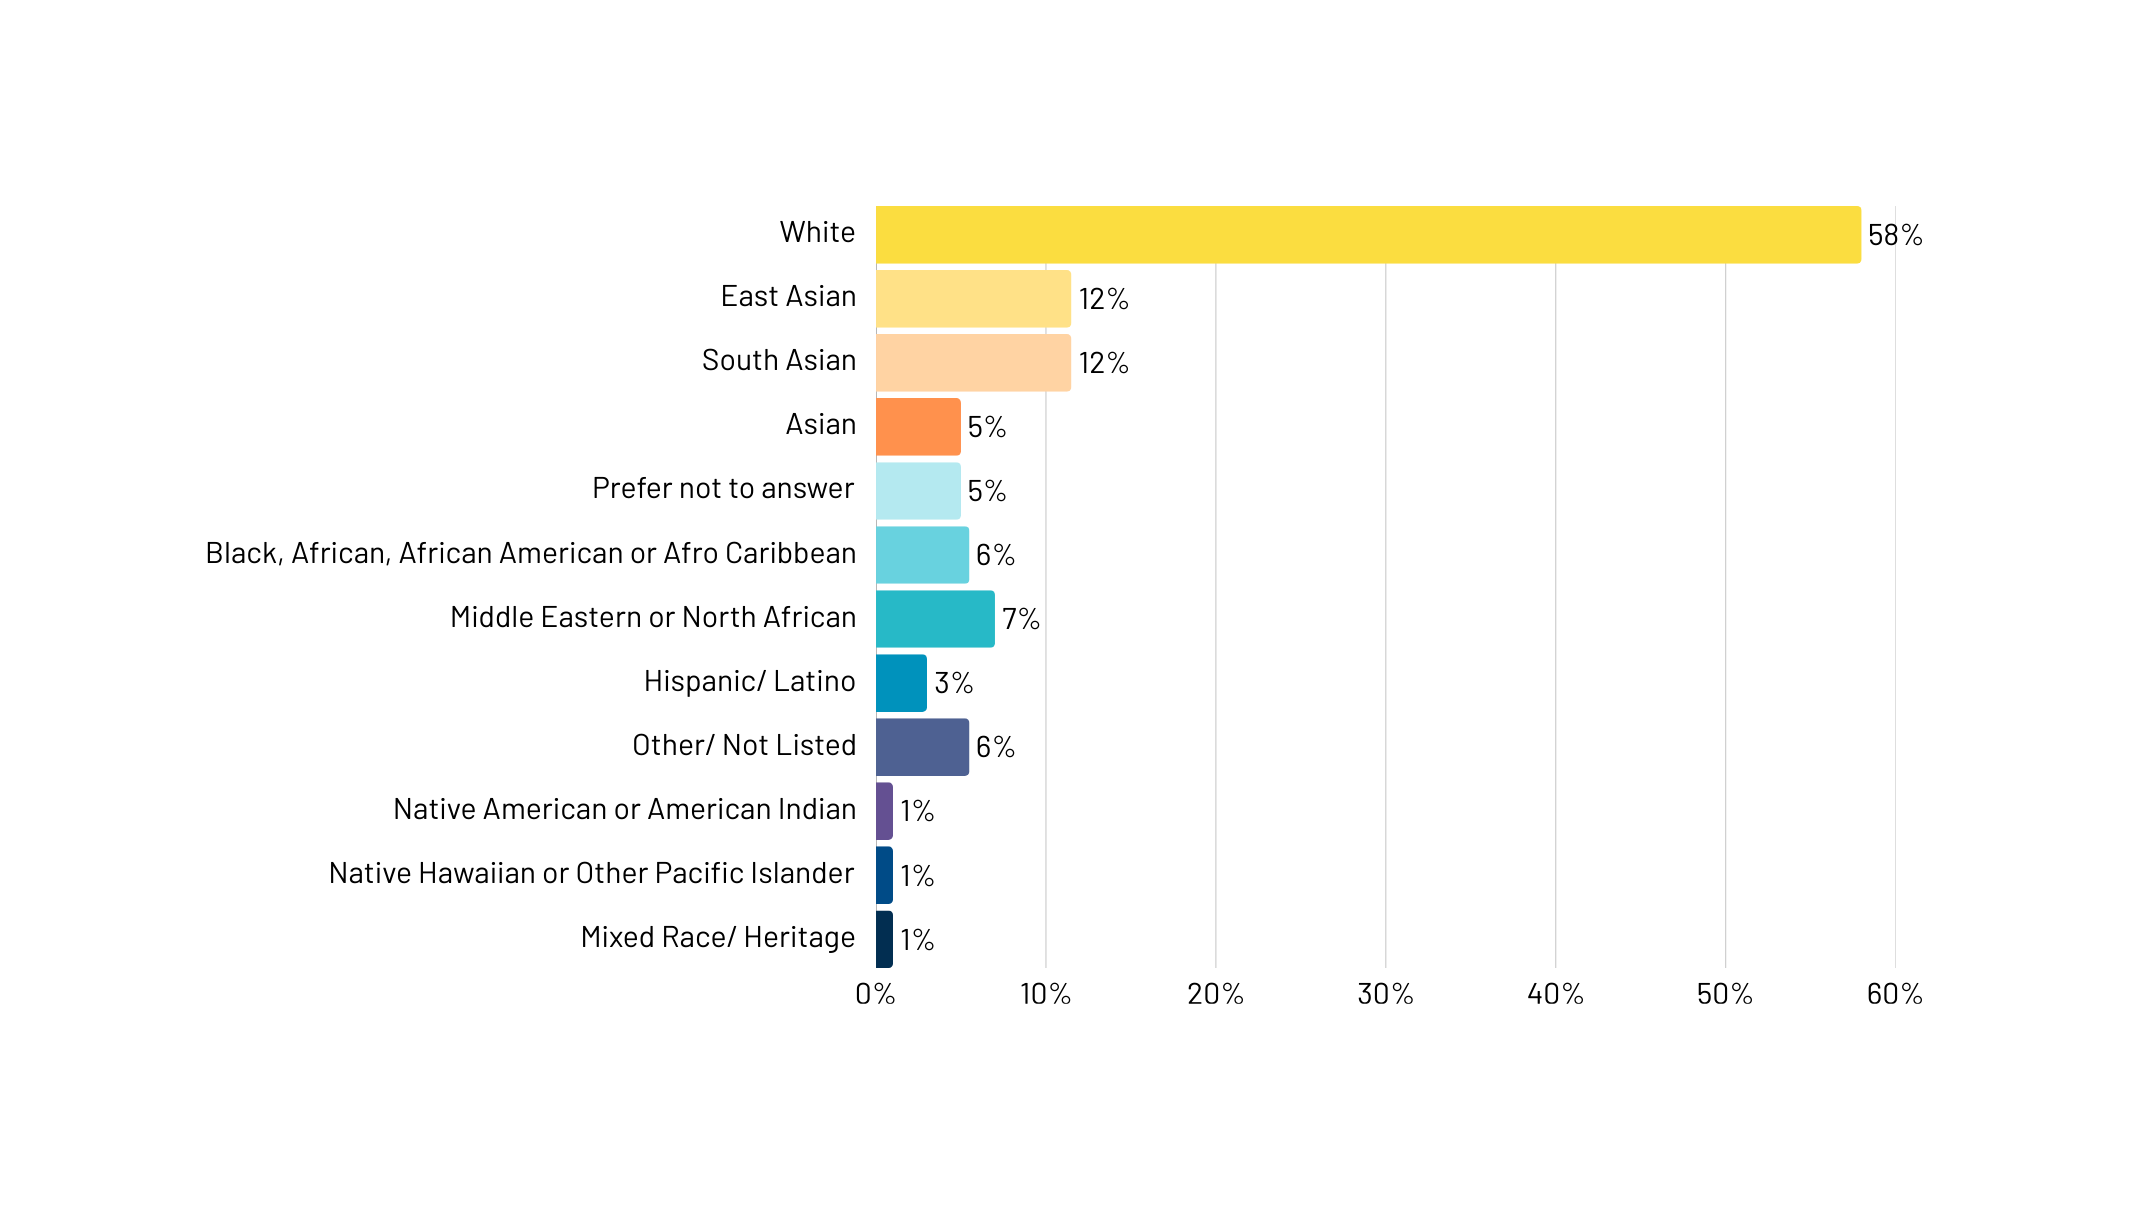 White 58%
East Asian 12%
South Asian 12%
Asian 5%
Prefer not to answer 5%
Black, African, African American or Afro Caribbean 6%
Middle Eastern or North African 7%
Hispanic/ Latino 3%
Other/ Not Listed 6%
Native American or American Indian 1%
Native Hawaiian or Other Pacific Islander 1%
Mixed Race/ Heritage 1%
0% 10% 20% 30% 40% 50% 60%